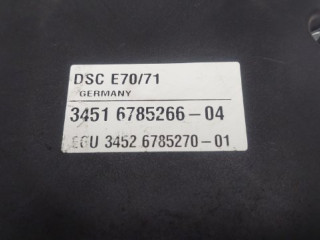 DSC E70/71
GERMANY
3451 6785266-04
ECU 3452 6785270-01